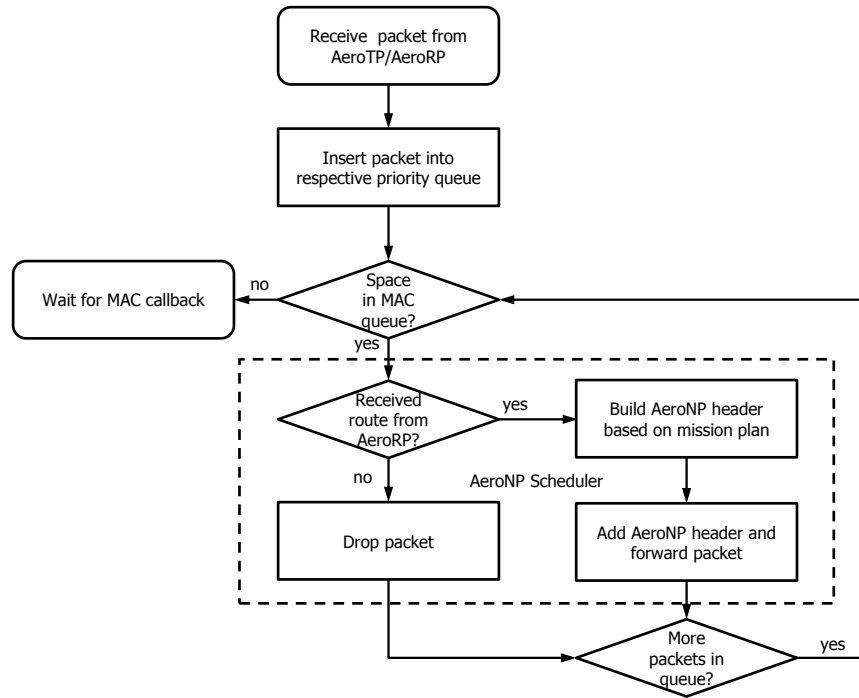 Receive packet from
AeroTP/AeroRP
Insert packet into
respective priority queue
Space
in MAC
queue?
no
Wait for MAC callback
yes
Received
route from
AeroRP?
yes
Build AeroNP header
based on mission plan
no
AeroNP Scheduler
Drop packet
Add AeroNP header and
forward packet
More
packets in
queue?
yes